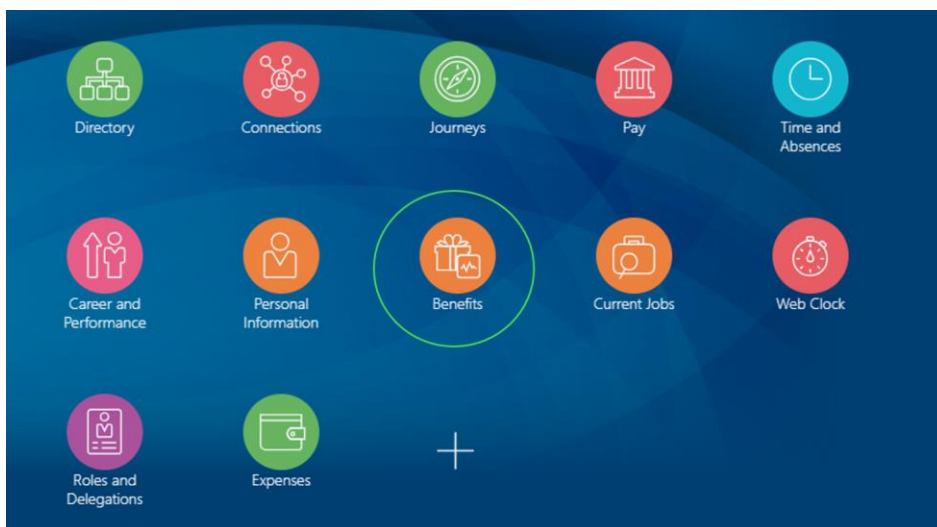 Directory
Connections
Journeys
Pay
Time and
Absences
Career and
Performance
Personal
Information
Benefits
Current Jobs
Web Clock
Roles and
Delegations
Expenses